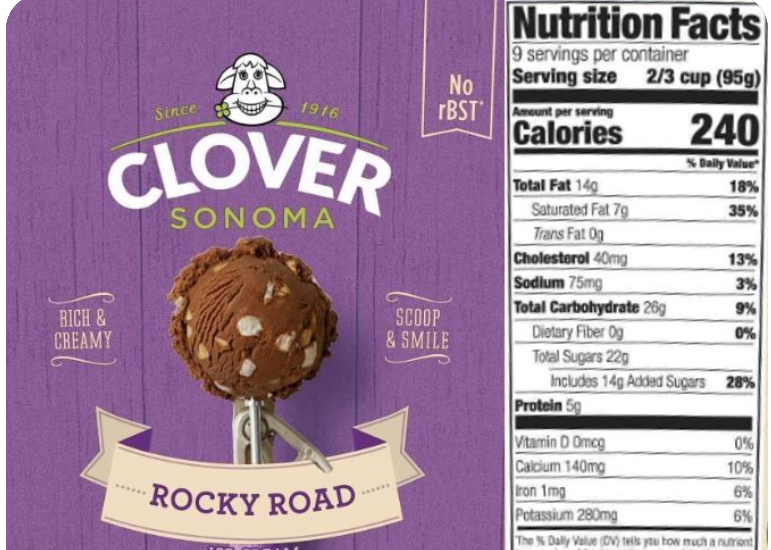 Since 1916
CLOVER
SONOMA
No
rBST*
RICH &
CREAMY
SCOOP
& SMILE
ROCKY ROAD
ICE CREAM
Nutrition Facts
9 servings per container
Serving size 2/3 cup (95g)
Amount per serving
Calories 240
% Daily Value*
Total Fat 14g 18%
Saturated Fat 7g 35%
Trans Fat 0g
Cholesterol 40mg 13%
Sodium 75mg 3%
Total Carbohydrate 26g 9%
Dietary Fiber 0g 0%
Total Sugars 22g
Includes 14g Added Sugars 28%
Protein 5g
Vitamin D 0mcg 0%
Calcium 140mg 10%
Iron 1mg 6%
Potassium 280mg 6%
The % Daily Value (DV) tells you how much a nutrient